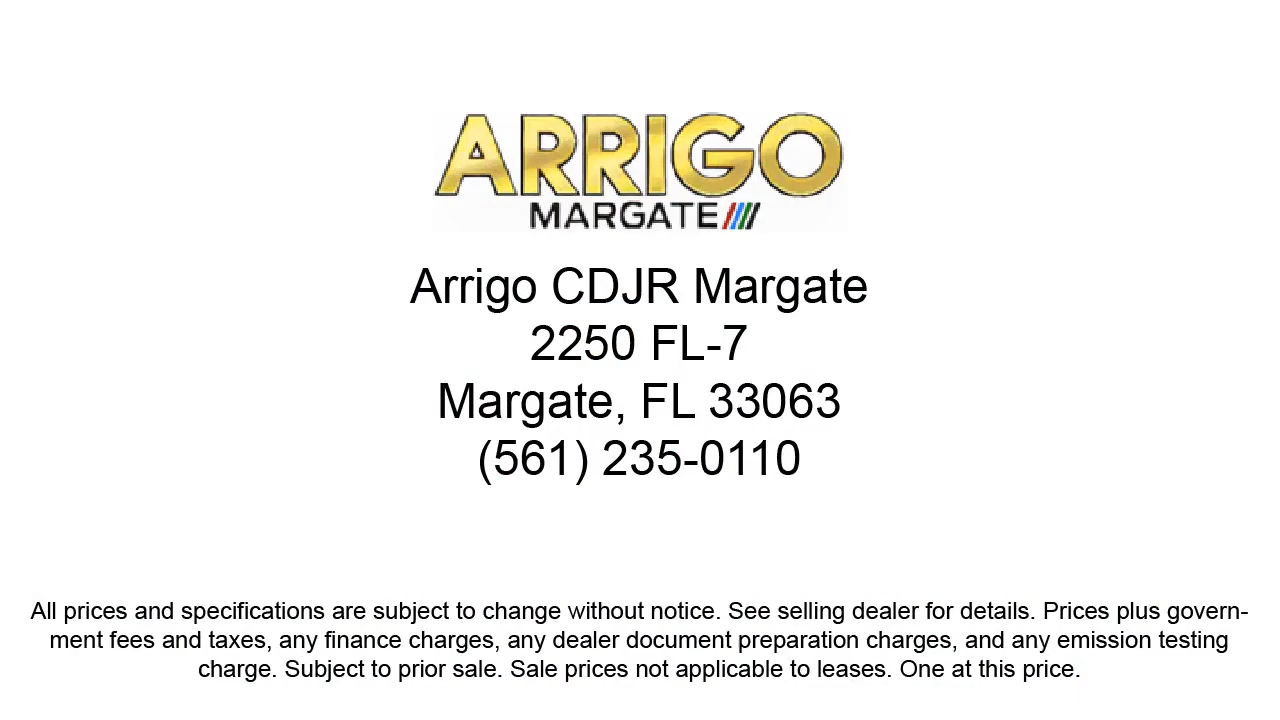 ARRIGO
MARGATE
Arrigo CDJR Margate
2250 FL-7
Margate, FL 33063
(561) 235-0110
All prices and specifications are subject to change without notice. See selling dealer for details. Prices plus govern-
ment fees and taxes, any finance charges, any dealer document preparation charges, and any emission testing
charge. Subject to prior sale. Sale prices not applicable to leases. One at this price.